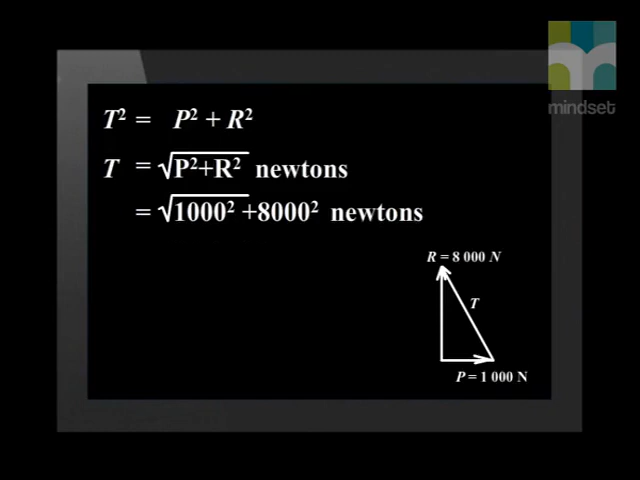 mindset
T² = P² + R²
T = √P²+R² newtons
= √1000² +8000² newtons
R = 8 000 N
T
P = 1 000 N